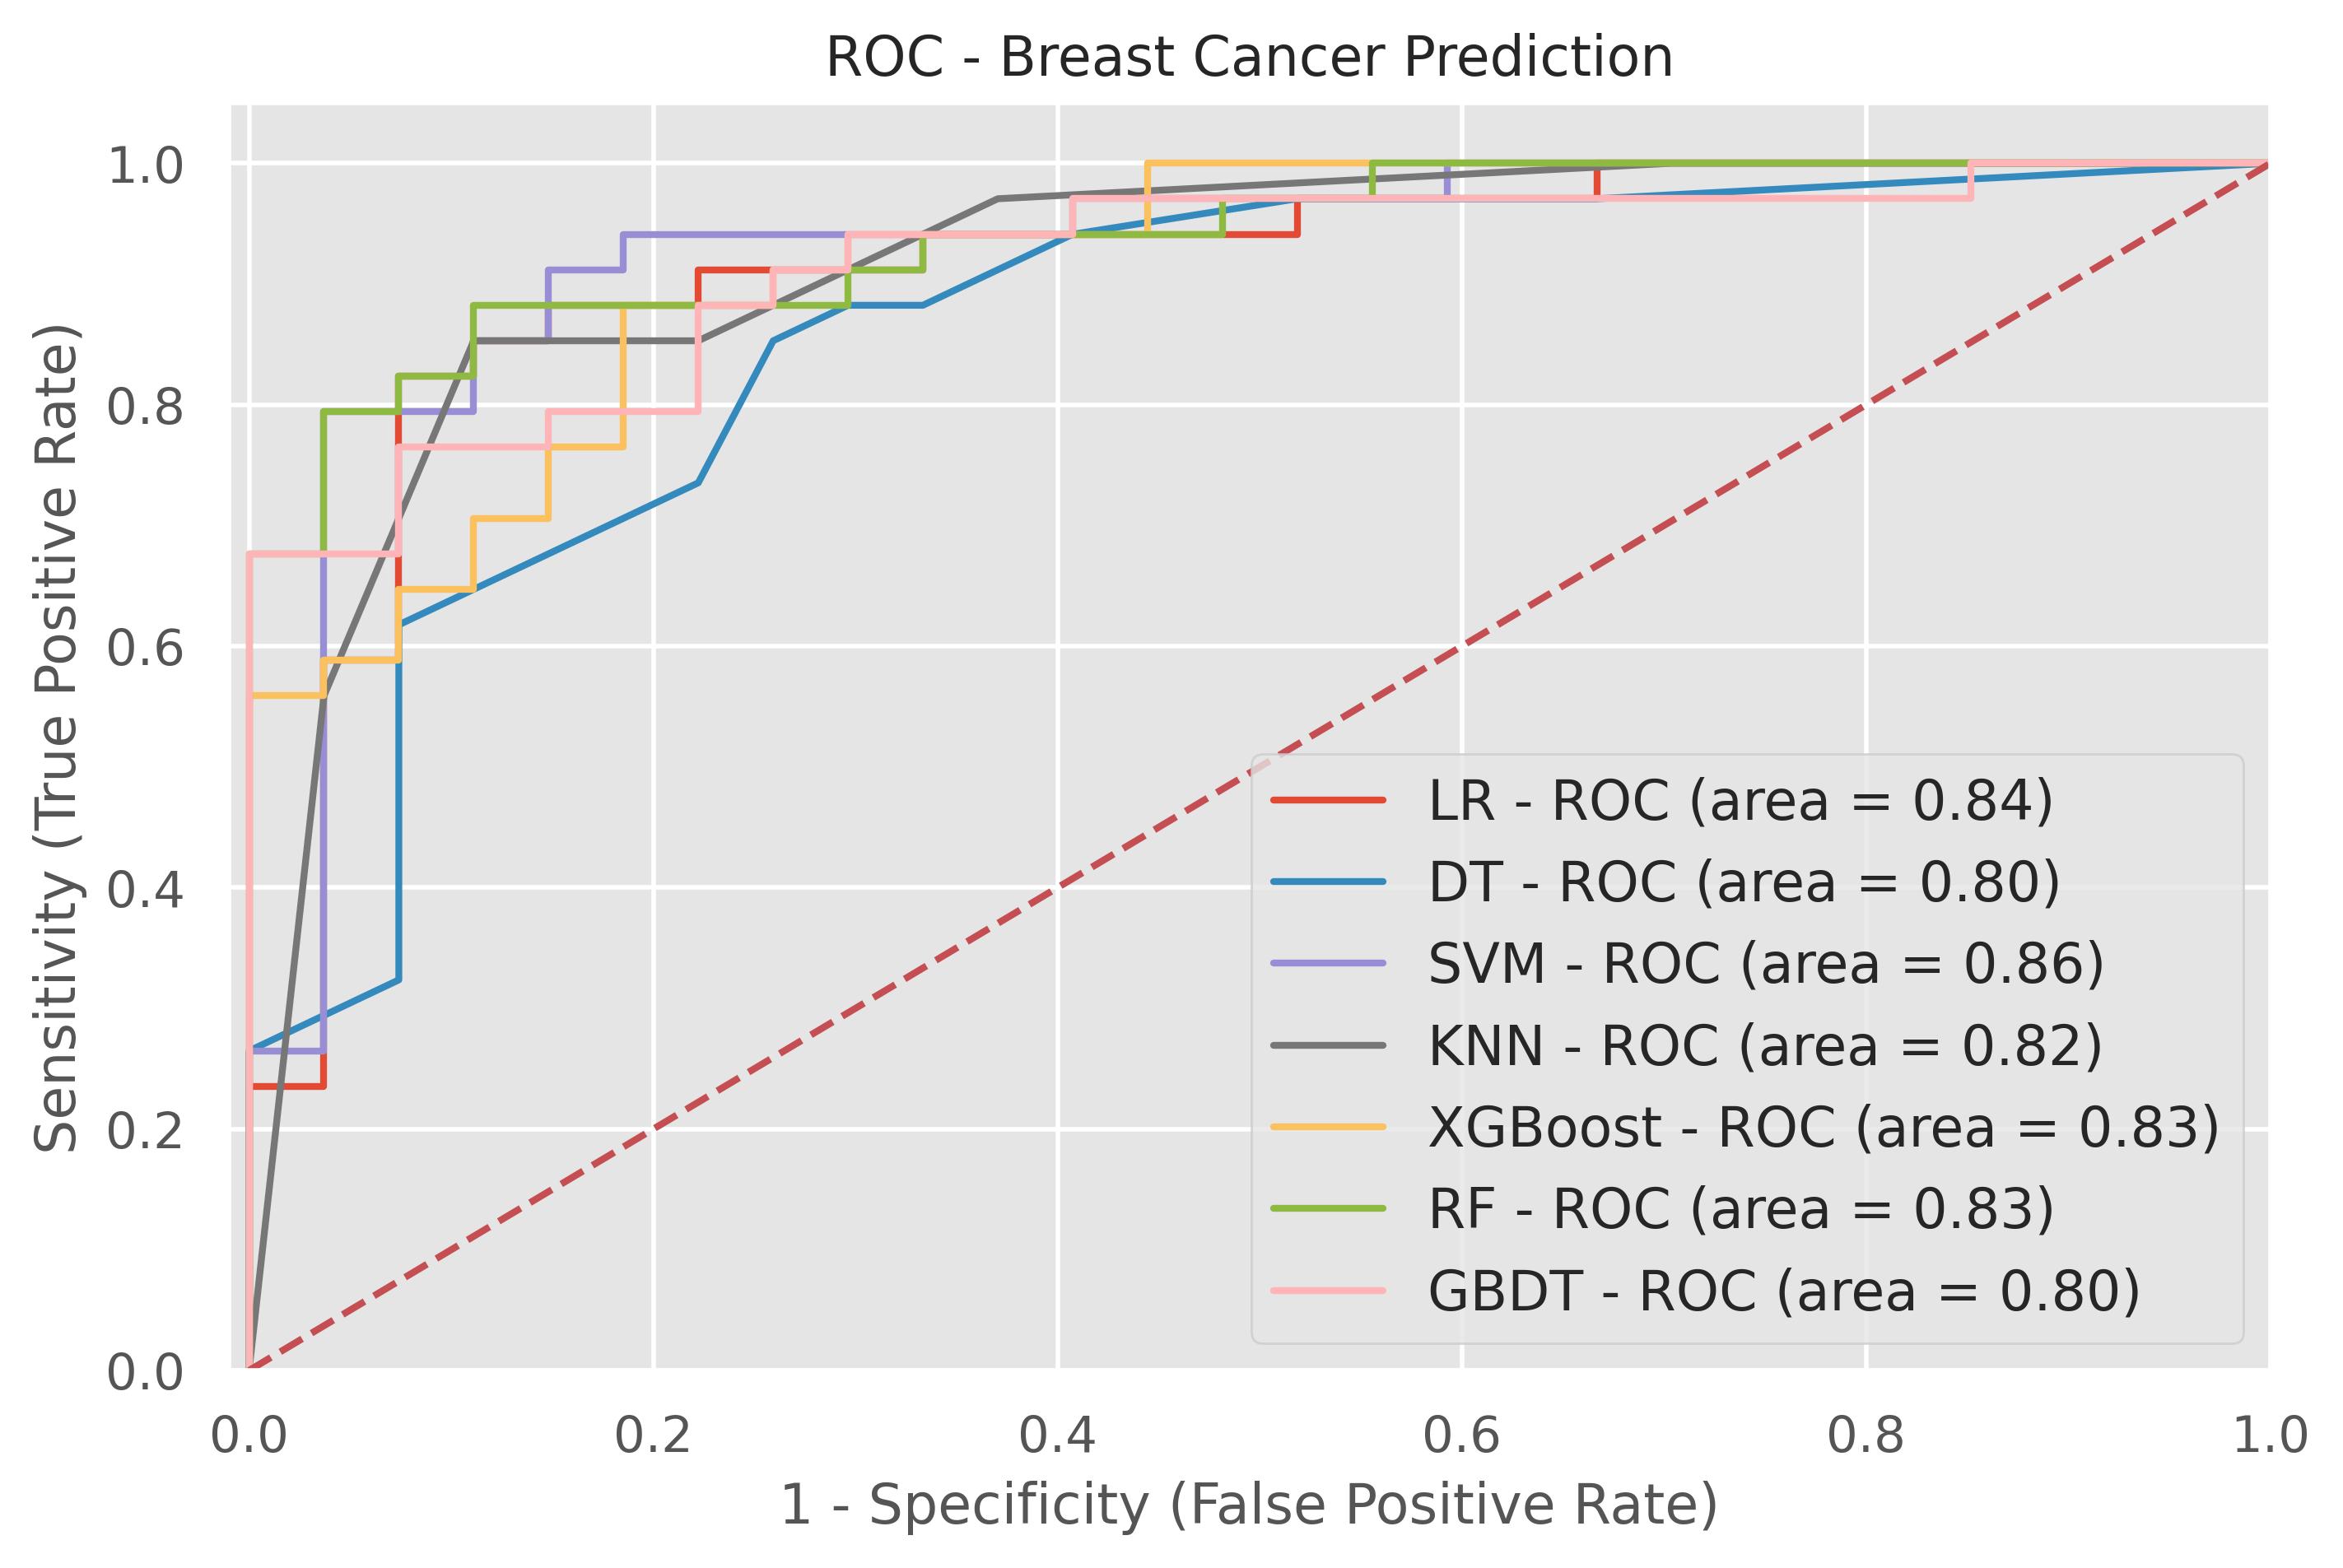 ROC - Breast Cancer Prediction
Sensitivity (True Positive Rate)
1.0
0.8
0.6
0.4
0.2
0.0
LR - ROC (area = 0.84)
DT - ROC (area = 0.80)
SVM - ROC (area = 0.86)
KNN - ROC (area = 0.82)
XGBoost - ROC (area = 0.83)
RF - ROC (area = 0.83)
GBDT - ROC (area = 0.80)
0.0 0.2 0.4 0.6 0.8 1.0
1 - Specificity (False Positive Rate)